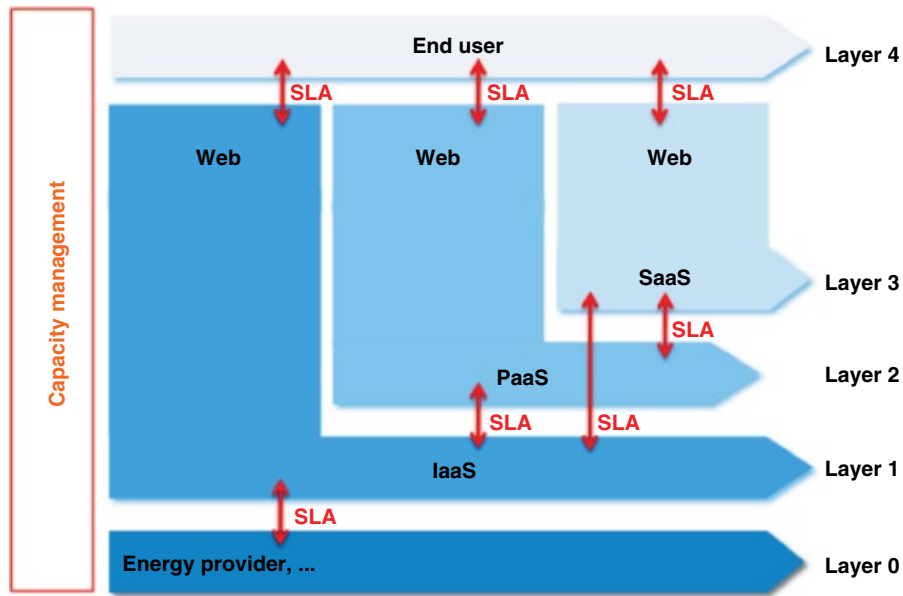 Capacity management
End user
Layer 4
SLA
SLA
SLA
Web
Web
Web
SaaS
Layer 3
SLA
PaaS
Layer 2
SLA
SLA
IaaS
Layer 1
SLA
Energy provider, ...
Layer 0